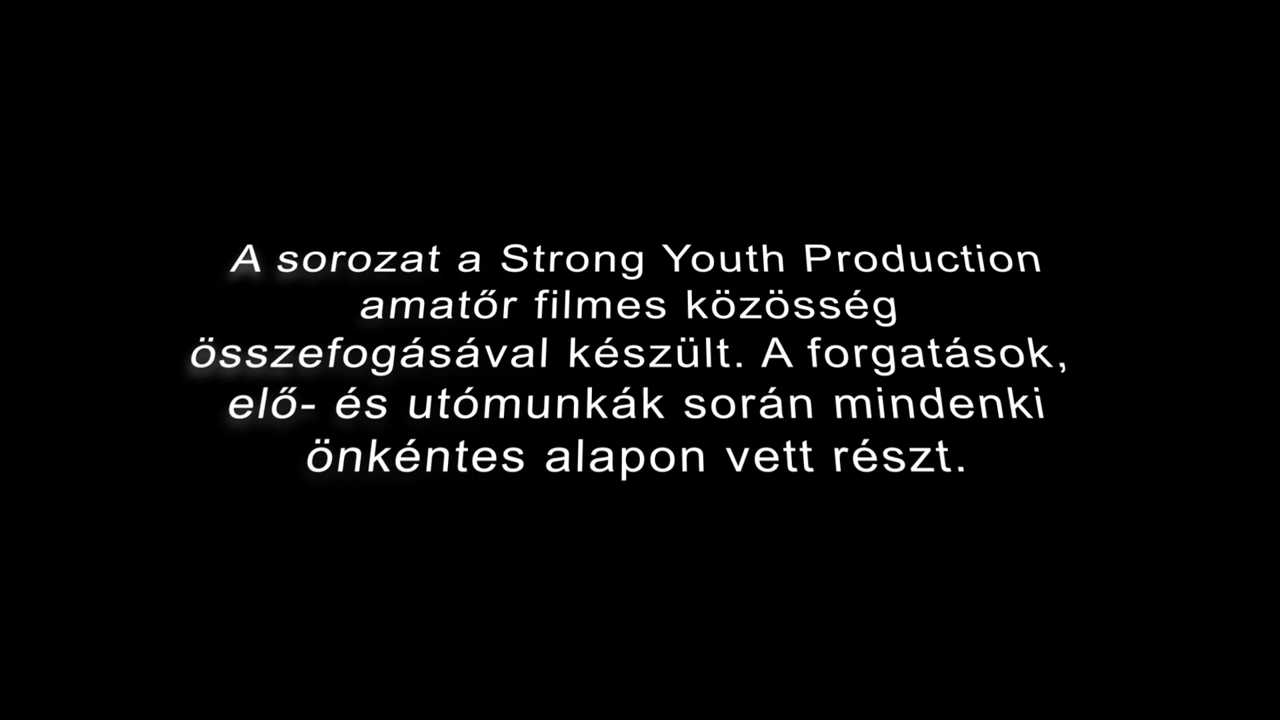 A sorozat a Strong Youth Production
amatőr filmes közösség
összefogásával készült. A forgatások,
elő- és utómunkák során mindenki
önkéntes alapon vett részt.